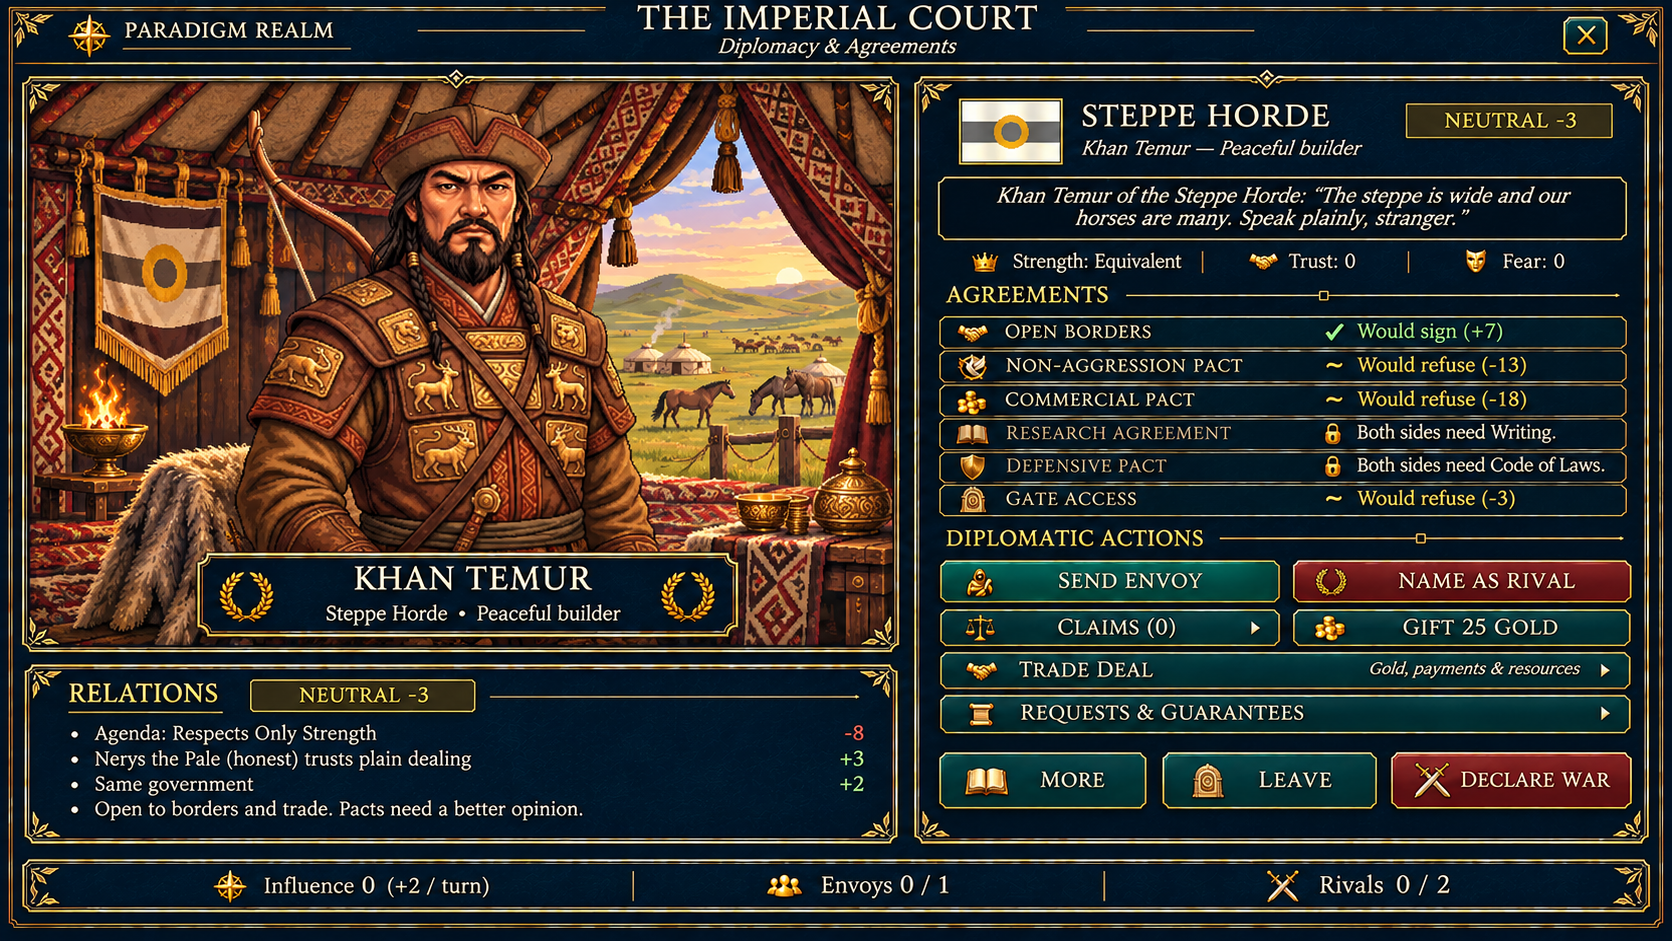 PARADIGM REALM
THE IMPERIAL COURT
Diplomacy & Agreements
STEPPE HORDE
NEUTRAL -3
Khan Temur — Peaceful builder
Khan Temur of the Steppe Horde: “The steppe is wide and our
horses are many. Speak plainly, stranger.”
Strength: Equivalent
Trust: 0
Fear: 0
AGREEMENTS
OPEN BORDERS
Would sign (+7)
NON-AGGRESSION PACT
~ Would refuse (-13)
COMMERCIAL PACT
~ Would refuse (-18)
RESEARCH AGREEMENT
Both sides need Writing.
DEFENSIVE PACT
Both sides need Code of Laws.
GATE ACCESS
~ Would refuse (-3)
DIPLOMATIC ACTIONS
SEND ENVOY
NAME AS RIVAL
CLAIMS (0)
GIFT 25 GOLD
TRADE DEAL
Gold, payments & resources
REQUESTS & GUARANTEES
MORE
LEAVE
DECLARE WAR
KHAN TEMUR
Steppe Horde • Peaceful builder
RELATIONS
NEUTRAL -3
• Agenda: Respects Only Strength -8
• Nerys the Pale (honest) trusts plain dealing +3
• Same government +2
• Open to borders and trade. Pacts need a better opinion.
Influence 0 (+2 / turn)
Envoys 0 / 1
Rivals 0 / 2